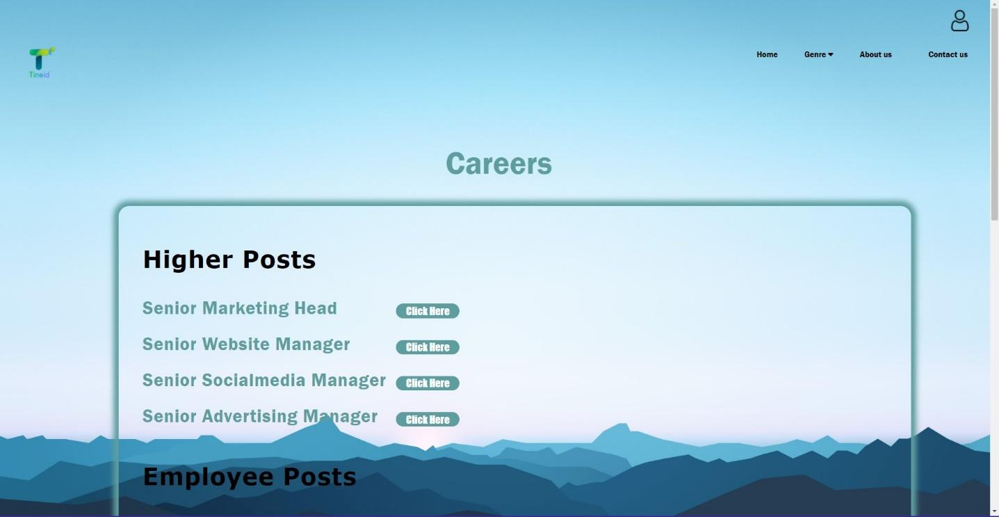 Home Genre About us Contact us
Tineid
Careers
Higher Posts
Senior Marketing Head Click Here
Senior Website Manager Click Here
Senior Socialmedia Manager Click Here
Senior Advertising Manager Click Here
Employee Posts